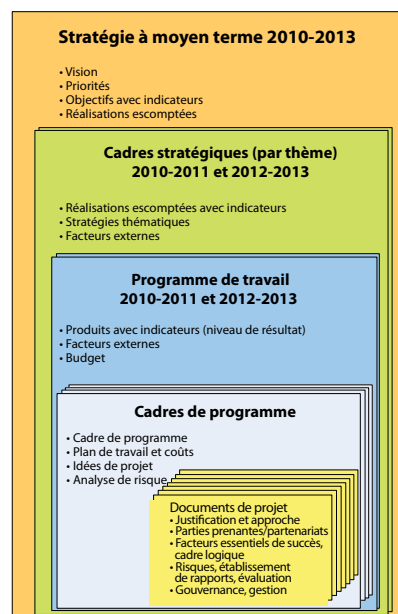 Stratégie à moyen terme 2010-2013
• Vision
• Priorités
• Objectifs avec indicateurs
• Réalisations escomptées
Cadres stratégiques (par thème)
2010-2011 et 2012-2013
• Réalisations escomptées avec indicateurs
• Stratégies thématiques
• Facteurs externes
Programme de travail
2010-2011 et 2012-2013
• Produits avec indicateurs (niveau de résultat)
• Facteurs externes
• Budget
Cadres de programme
• Cadre de programme
• Plan de travail et coûts
• Idées de projet
• Analyse de risque
Documents de projet
• Justification et approche
• Parties prenantes/partenariats
• Facteurs essentiels de succès,
cadre logique
• Risques, établissement
de rapports, évaluation
• Gouvernance, gestion